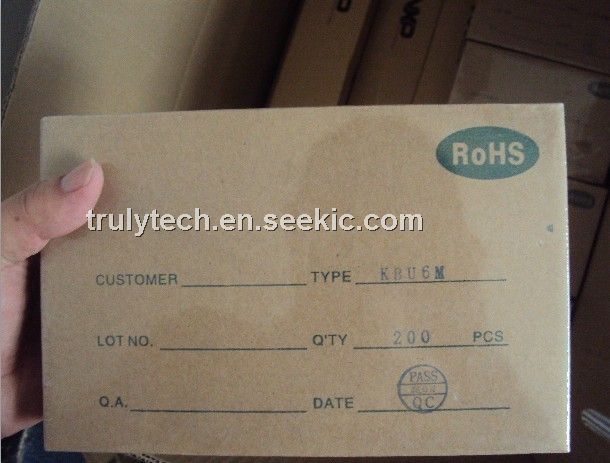 RoHS
trulytech.en.seekic.com
CUSTOMER TYPE KBU6M
LOT NO. Q'TY 200 PCS
Q.A. DATE
PASS
QC